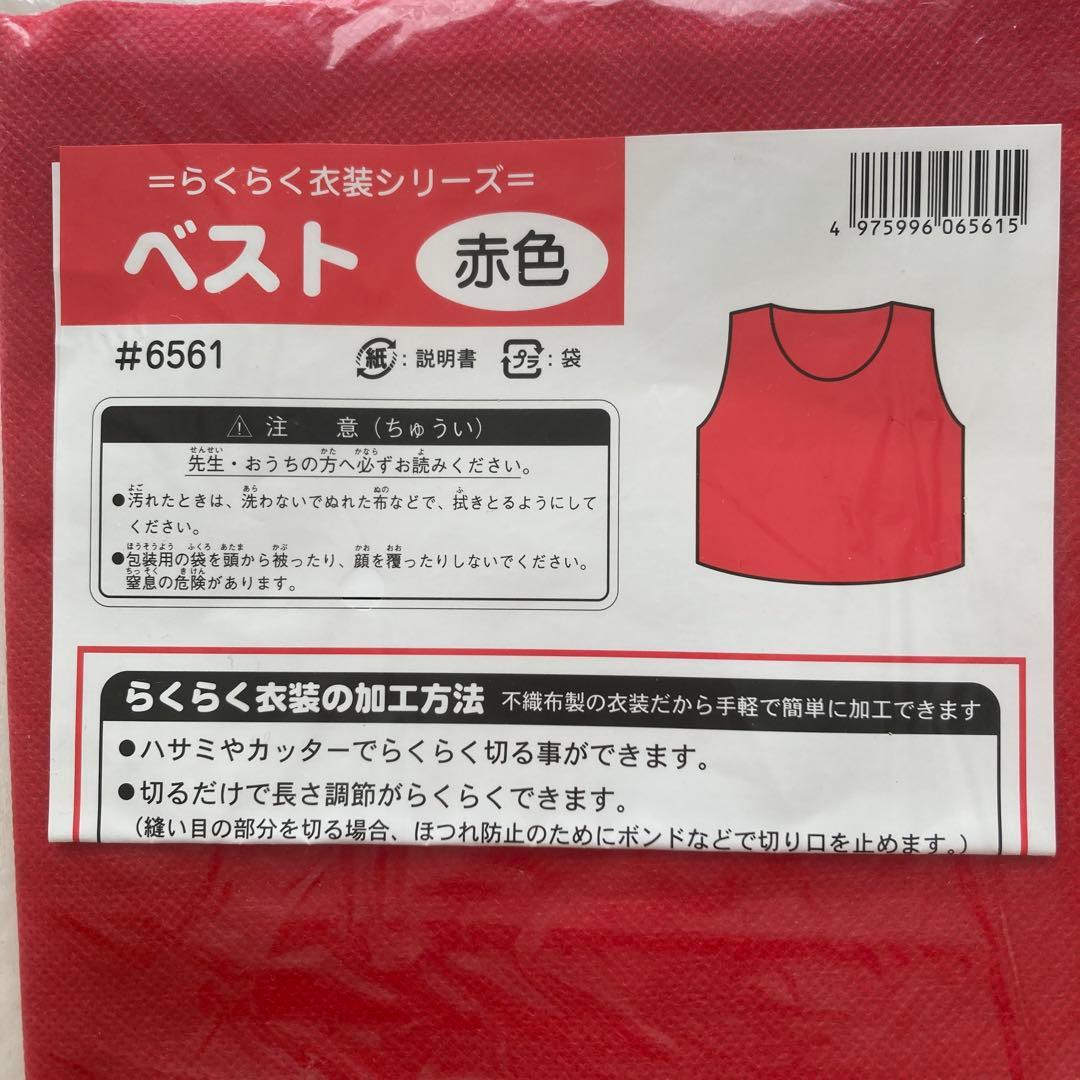 =らくらく衣装シリーズ=
ベスト 赤色
4 975996 065615
#6561 紙:説明書 プラ:袋
⚠注 意(ちゅうい)
先生・おうちの方へ必ずお読みください。
●汚れたときは、洗わないでぬれた布などで、拭きとるようにして
ください。
●包装用の袋を頭から被ったり、顔を覆ったりしないでください。
窒息の危険があります。
らくらく衣装の加工方法 不織布製の衣装だから手軽で簡単に加工できます
●ハサミやカッターでらくらく切る事ができます。
●切るだけで長さ調節がらくらくできます。
(縫い目の部分を切る場合、ほつれ防止のためにボンドなどで切り口を止めます。)